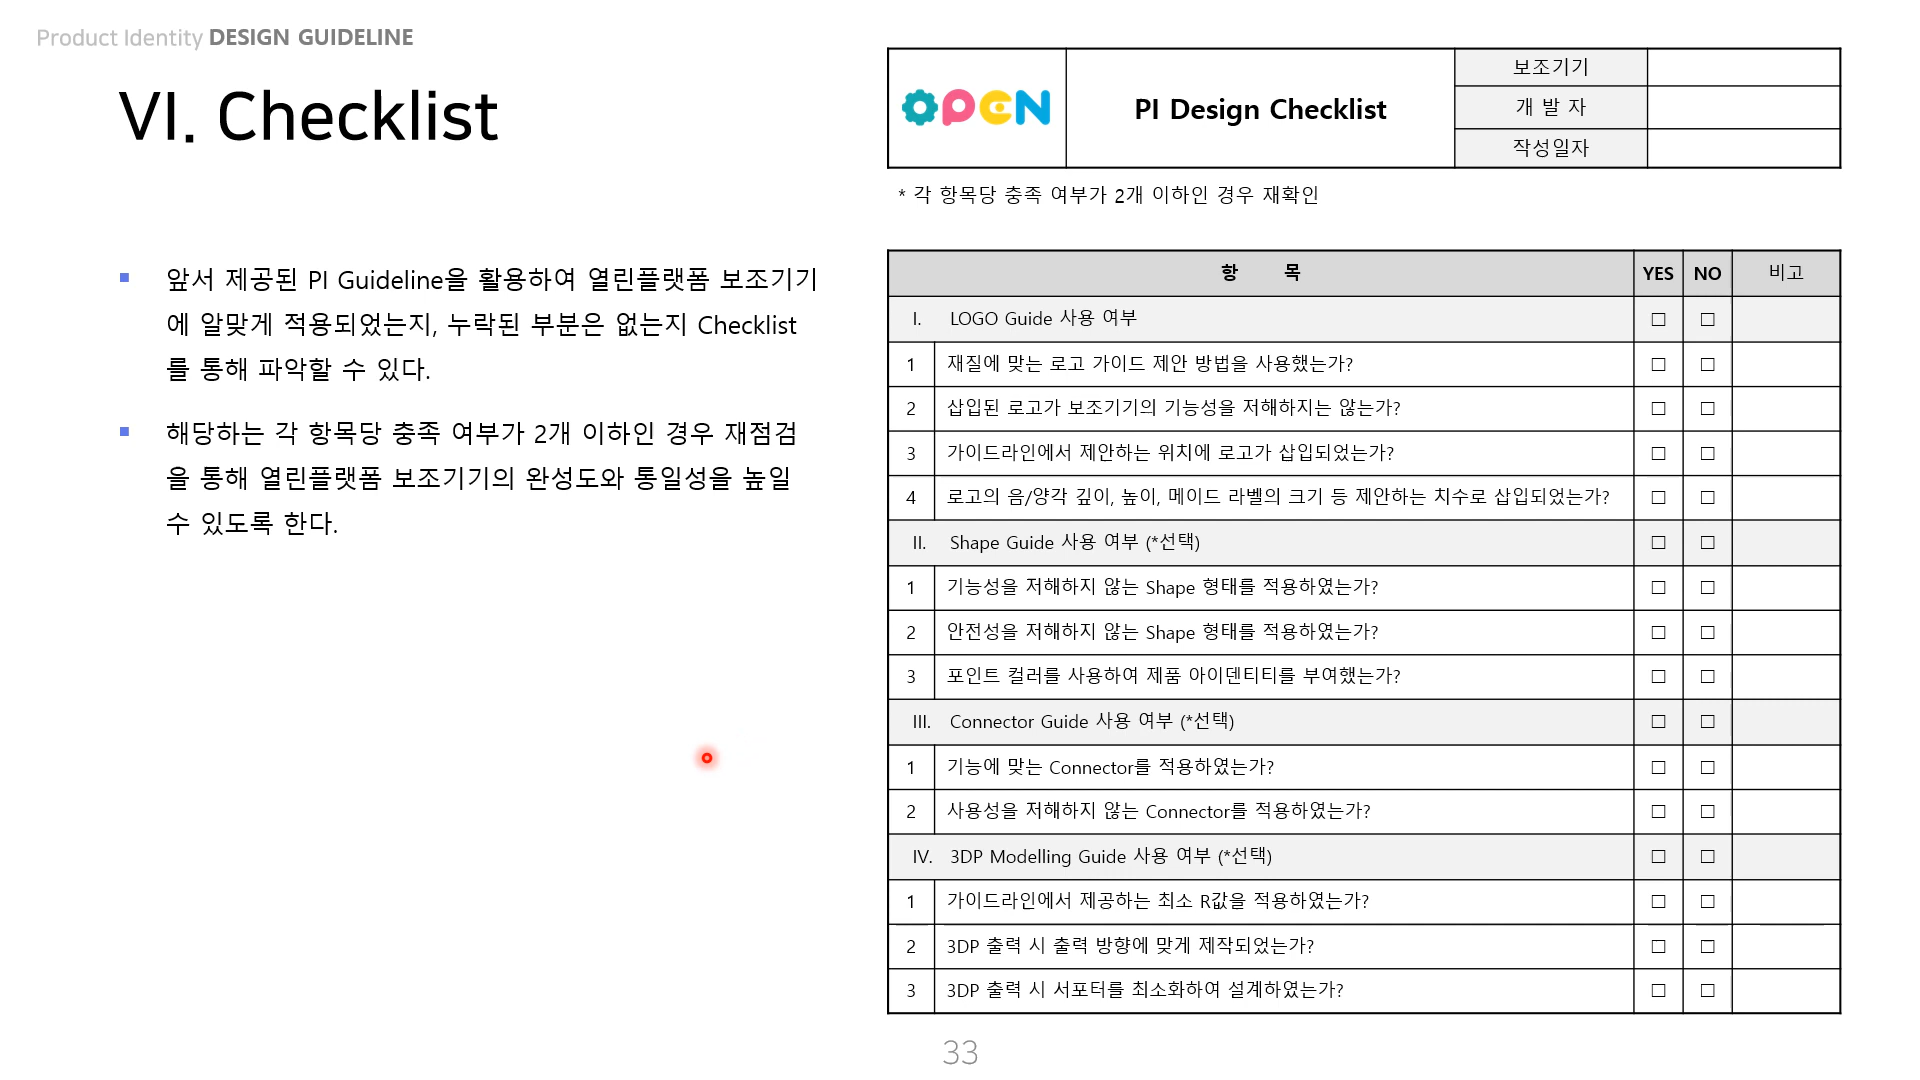 Product Identity DESIGN GUIDELINE
VI. Checklist
앞서 제공된 PI Guideline을 활용하여 열린플랫폼 보조기기
에 알맞게 적용되었는지, 누락된 부분은 없는지 Checklist
를 통해 파악할 수 있다.
해당하는 각 항목당 충족 여부가 2개 이하인 경우 재점검
을 통해 열린플랫폼 보조기기의 완성도와 통일성을 높일
수 있도록 한다.
OPEN
PI Design Checklist
보조기기
개 발 자
작성일자
* 각 항목당 충족 여부가 2개 이하인 경우 재확인
항 목 YES NO 비고
I. LOGO Guide 사용 여부 □ □
1 재질에 맞는 로고 가이드 제안 방법을 사용했는가? □ □
2 삽입된 로고가 보조기기의 기능성을 저해하지는 않는가? □ □
3 가이드라인에서 제안하는 위치에 로고가 삽입되었는가? □ □
4 로고의 음/양각 깊이, 높이, 메이드 라벨의 크기 등 제안하는 치수로 삽입되었는가? □ □
II. Shape Guide 사용 여부 (*선택) □ □
1 기능성을 저해하지 않는 Shape 형태를 적용하였는가? □ □
2 안전성을 저해하지 않는 Shape 형태를 적용하였는가? □ □
3 포인트 컬러를 사용하여 제품 아이덴티티를 부여했는가? □ □
III. Connector Guide 사용 여부 (*선택) □ □
1 기능에 맞는 Connector를 적용하였는가? □ □
2 사용성을 저해하지 않는 Connector를 적용하였는가? □ □
IV. 3DP Modelling Guide 사용 여부 (*선택) □ □
1 가이드라인에서 제공하는 최소 R값을 적용하였는가? □ □
2 3DP 출력 시 출력 방향에 맞게 제작되었는가? □ □
3 3DP 출력 시 서포터를 최소화하여 설계하였는가? □ □
33